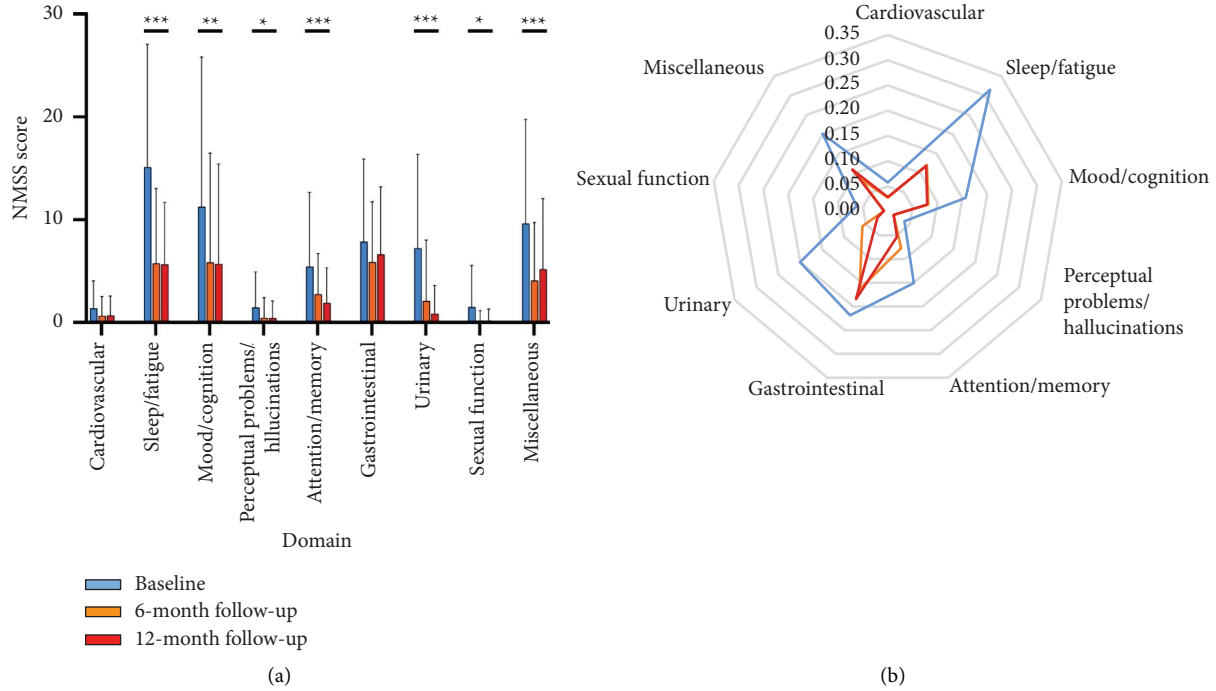 30
20
10
0
NMSS score
***
**
*
***
***
*
***
Cardiovascular
Sleep/fatigue
Mood/cognition
Perceptual problems/
hllucinations
Attention/memory
Gastrointestinal
Urinary
Sexual function
Miscellaneous
Domain
Baseline
6-month follow-up
12-month follow-up
(a)
Cardiovascular
Sleep/fatigue
Mood/cognition
Perceptual
problems/
hallucinations
Attention/memory
Gastrointestinal
Urinary
Sexual function
Miscellaneous
0.35
0.30
0.25
0.20
0.15
0.10
0.05
0.00
(b)